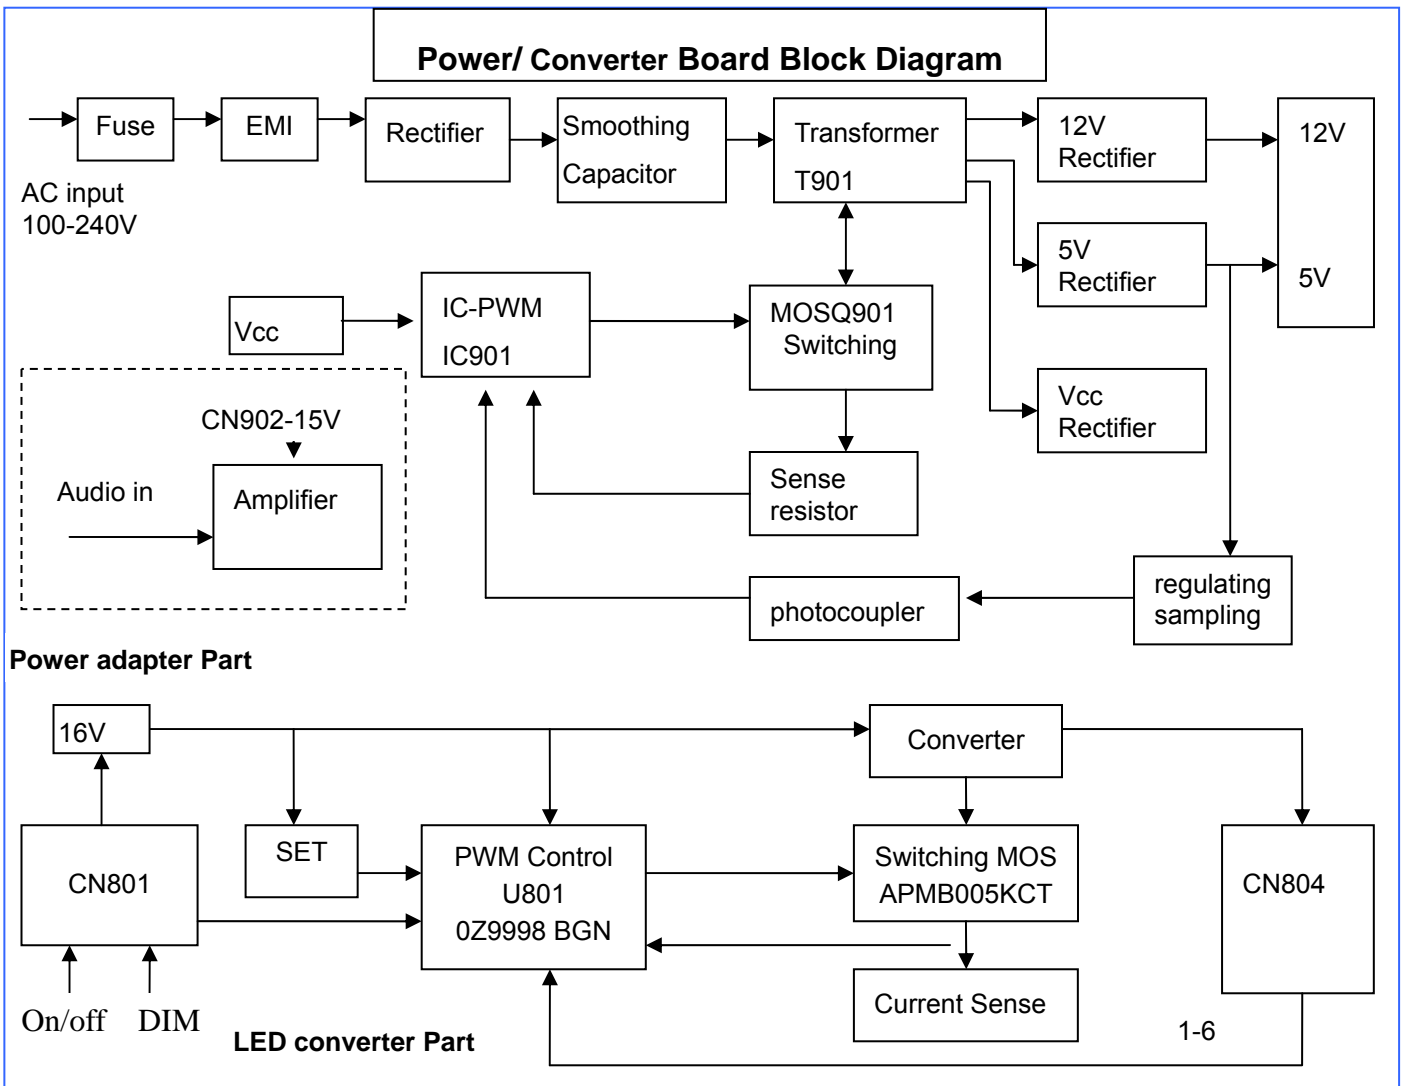 Power/ Converter Board Block Diagram
Fuse
EMI
Rectifier
Smoothing
Capacitor
Transformer
T901
12V
Rectifier
12V
AC input
100-240V
5V
Rectifier
5V
Vcc
IC-PWM
IC901
MOSQ901
Switching
Vcc
Rectifier
CN902-15V
Audio in
Amplifier
Sense
resistor
photocoupler
regulating
sampling
Power adapter Part
16V
Converter
CN801
SET
PWM Control
U801
0Z9998 BGN
Switching MOS
APMB005KCT
CN804
Current Sense
On/off
DIM
LED converter Part
1-6